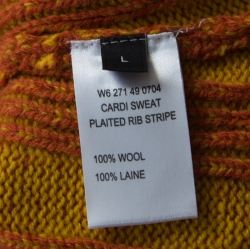 L
W6 271 49 0704
CARDI SWEAT
PLAITED RIB STRIPE
100% WOOL
100% LAINE